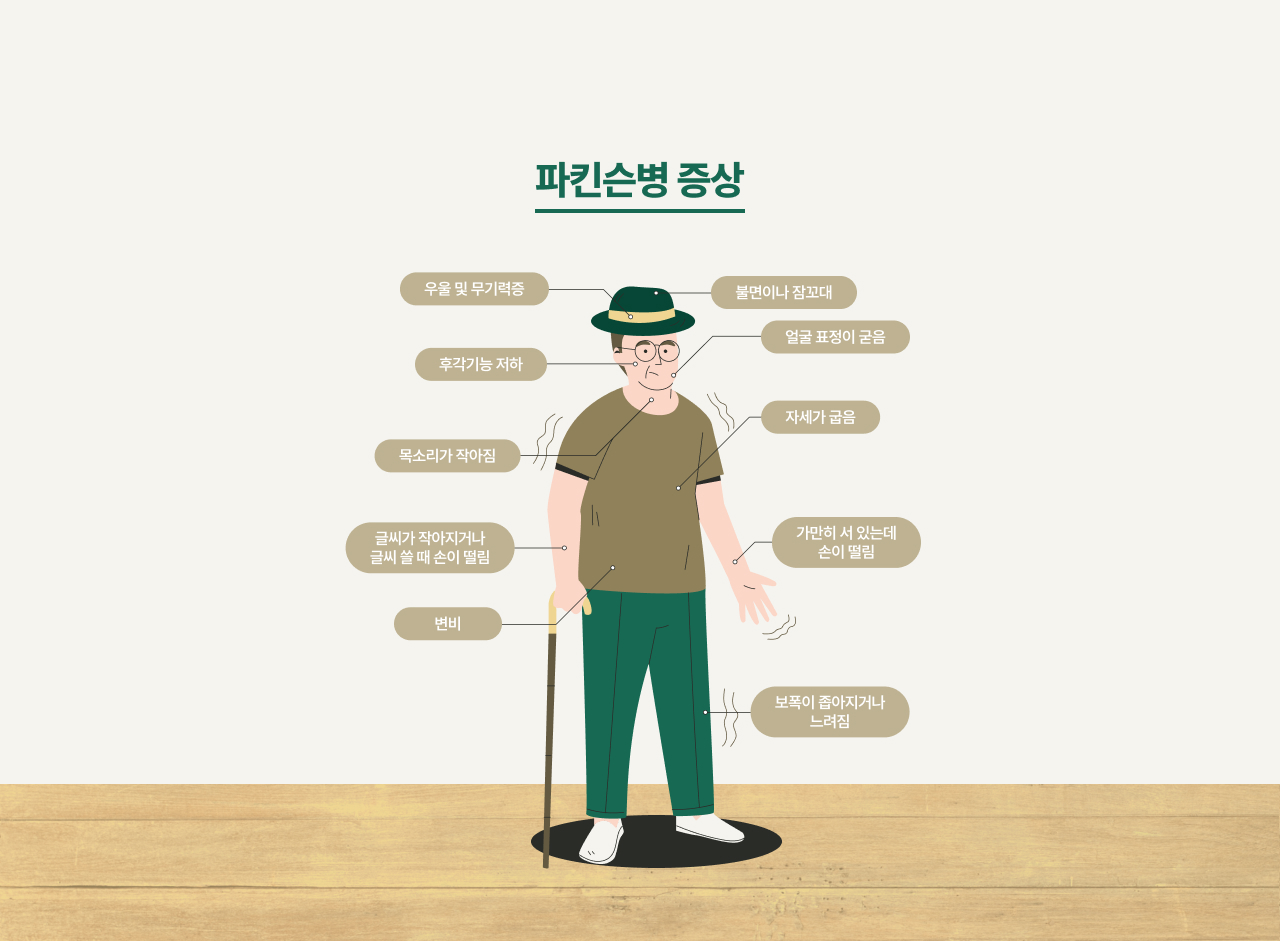 파킨슨병 증상
우울 및 무기력증
불면이나 잠꼬대
얼굴 표정이 굳음
후각기능 저하
자세가 굽음
목소리가 작아짐
글씨가 작아지거나
글씨 쓸 때 손이 떨림
가만히 서 있는데
손이 떨림
변비
보폭이 좁아지거나
느려짐